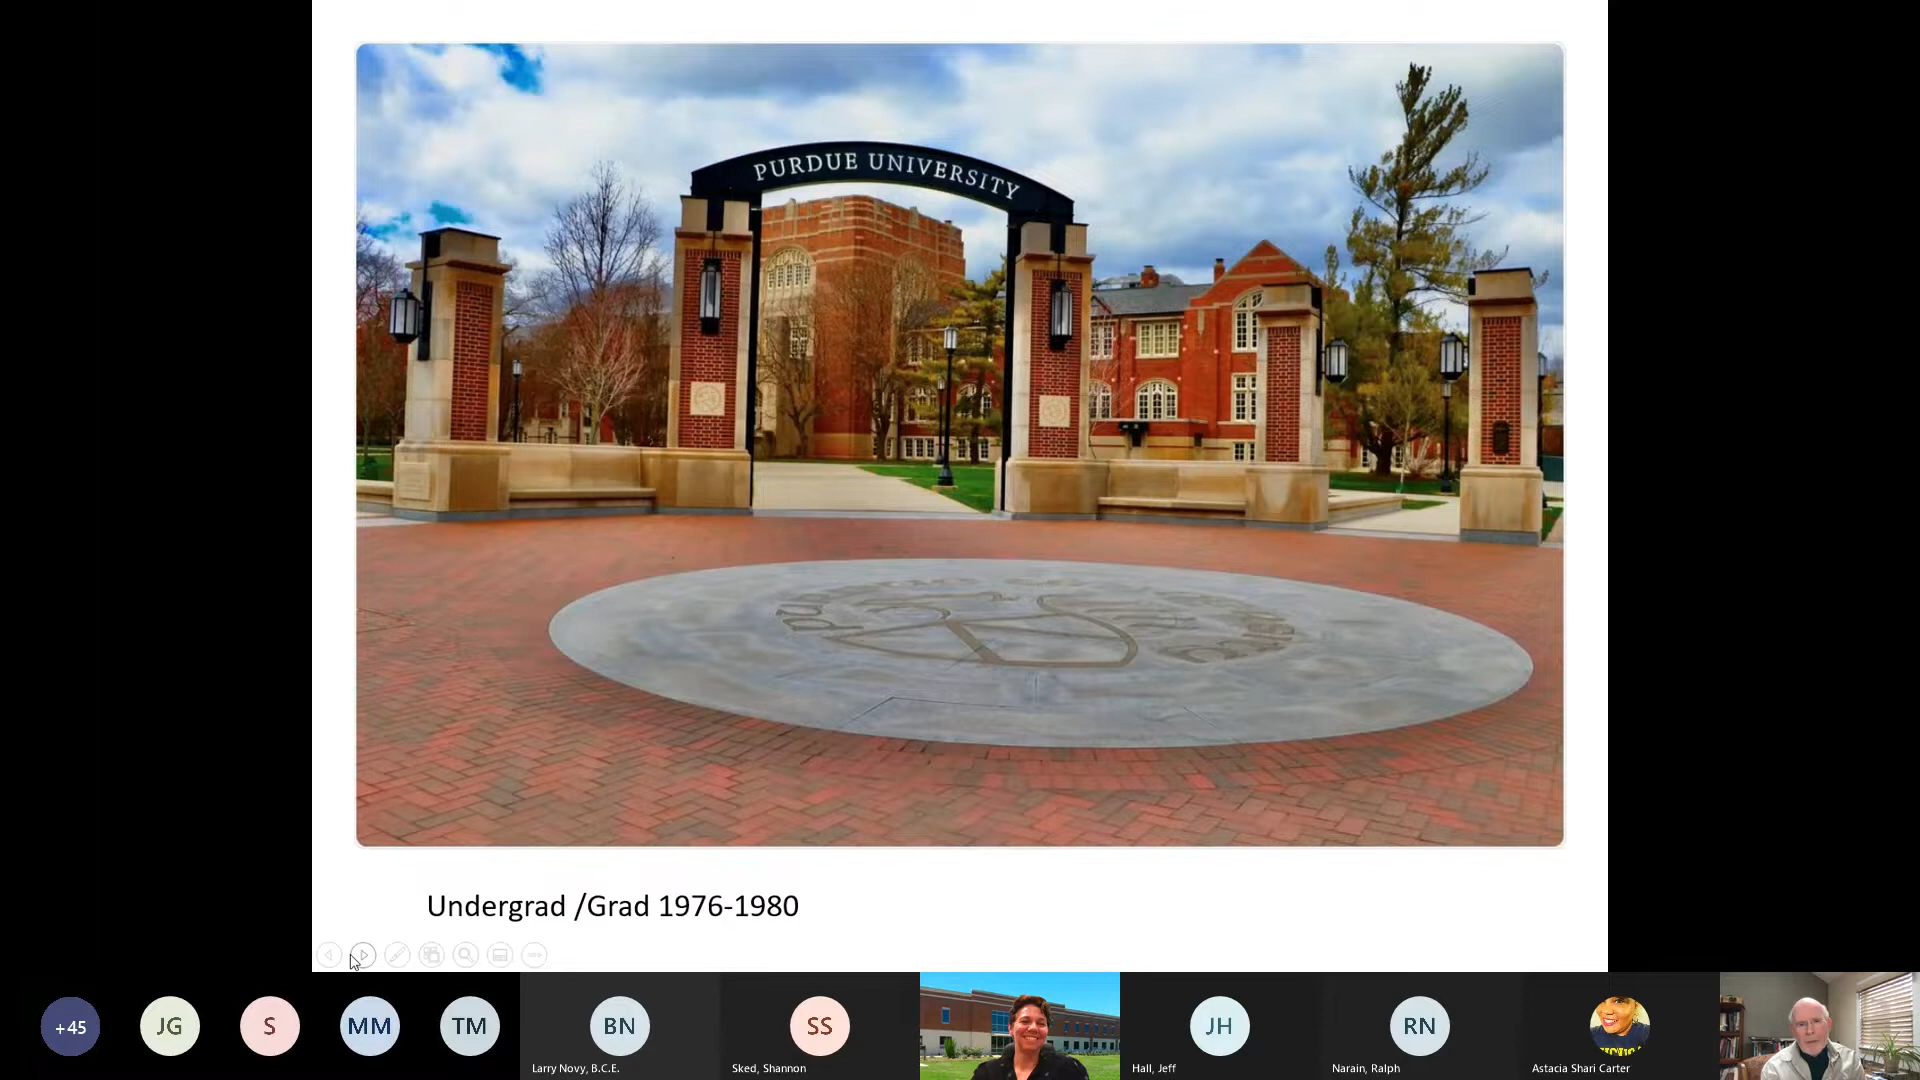 PURDUE UNIVERSITY
Undergrad /Grad 1976-1980
+45
JG
S
MM
TM
BN
SS
JH
RN
Larry Novy, B.C.E.
Sked, Shannon
Hall, Jeff
Narain, Ralph
Astacia Shari Carter